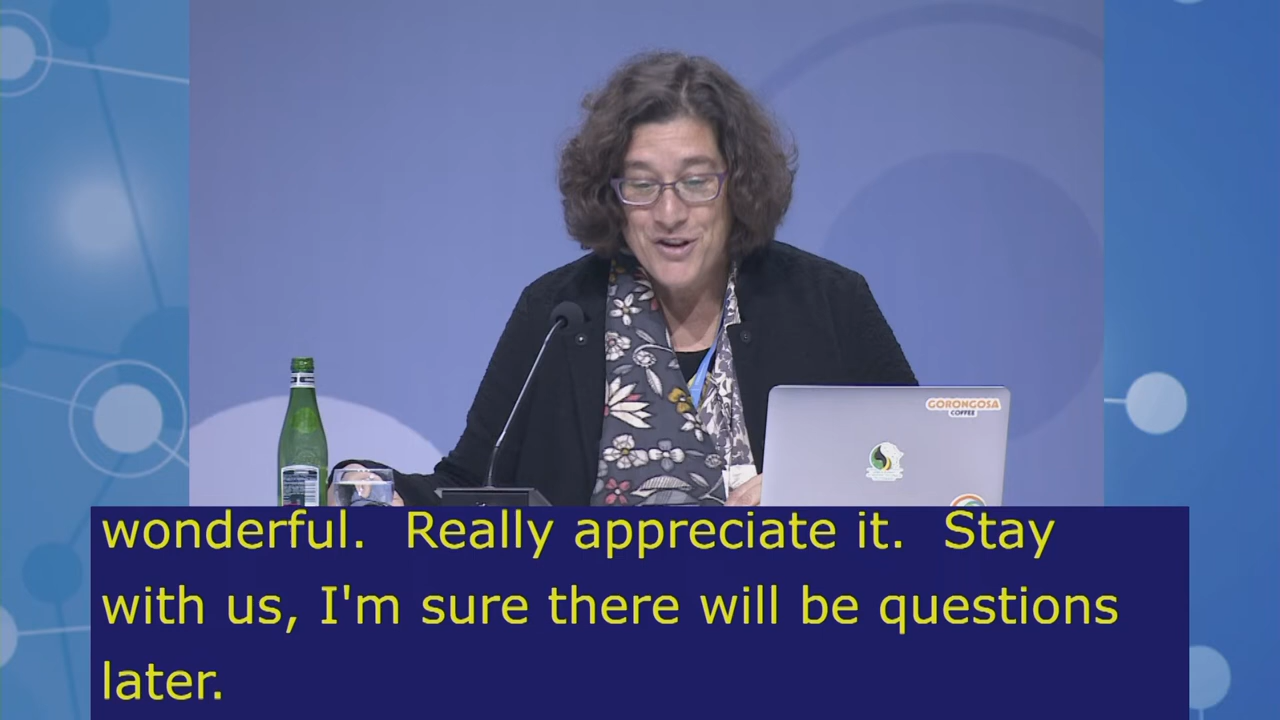 GORONGOSA
COFFEE
wonderful.  Really appreciate it.  Stay
with us, I'm sure there will be questions
later.